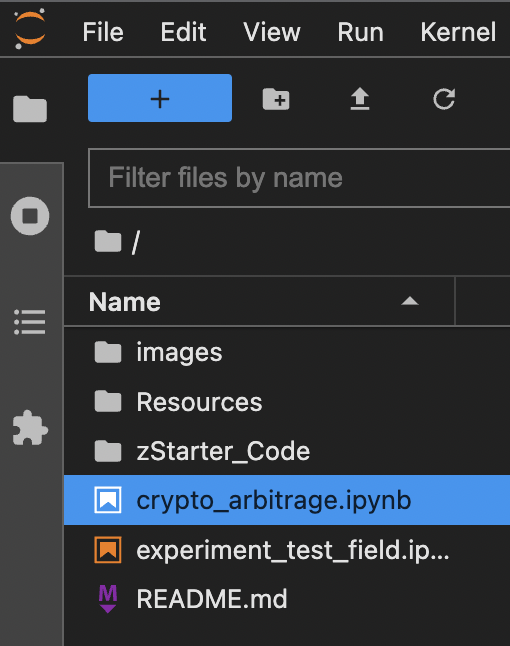 File Edit View Run Kernel
+
Filter files by name
/
Name
images
Resources
zStarter_Code
crypto_arbitrage.ipynb
experiment_test_field.ip...
M README.md